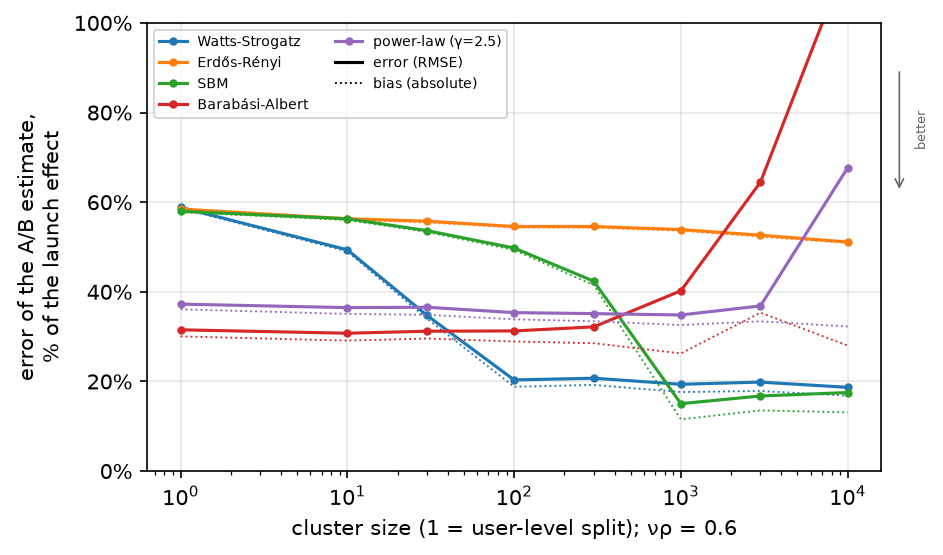 100%
80%
60%
40%
20%
0%
error of the A/B estimate,
% of the launch effect
Watts-Strogatz
Erdős-Rényi
SBM
Barabási-Albert
power-law (γ=2.5)
error (RMSE)
bias (absolute)
better
10⁰
10¹
10²
10³
10⁴
cluster size (1 = user-level split); νρ = 0.6